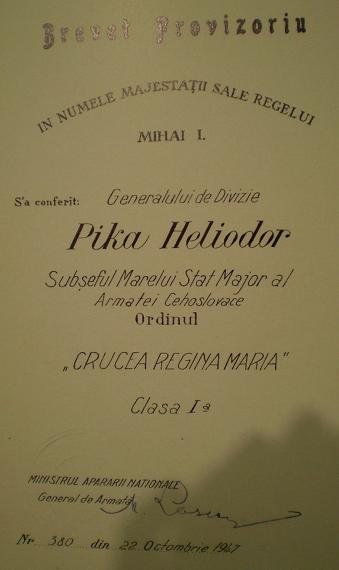 Brevet Provizoriu
IN NUMELE MAJESTAȚII SALE REGELUI
MIHAI I.
S'a conferit: Generalului de Divizie
Pika Heliodor
Subșeful Marelui Stat Major al
Armatei Cehoslovace
Ordinul
„CRUCEA REGINA MARIA"
Clasa Iª
MINISTRUL APARARII NATIONALE
General de Armată
Nr. 380 din 22 Octombrie 1947